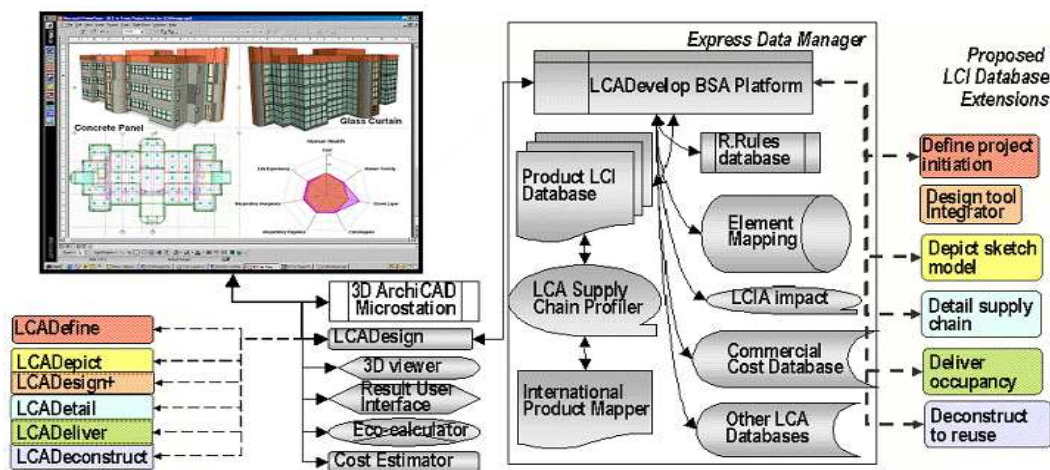 Concrete Panel
Glass Curtain
Human Health
3D ArchiCAD
Microstation
LCADesign
3D viewer
Result User
Interface
Eco-calculator
Cost Estimator
LCADefine
LCADepict
LCADesign+
LCADetail
LCADeliver
LCADeconstruct
Express Data Manager
LCADevelop BSA Platform
R.Rules
database
Product LCI
Database
Element
Mapping
LCA Supply
Chain Profiler
LCIA impact
Commercial
Cost Database
International
Product Mapper
Other LCA
Databases
Proposed
LCI Database
Extensions
Define project
initiation
Design tool
Integrator
Depict sketch
model
Detail supply
chain
Deliver
occupancy
Deconstruct
to reuse